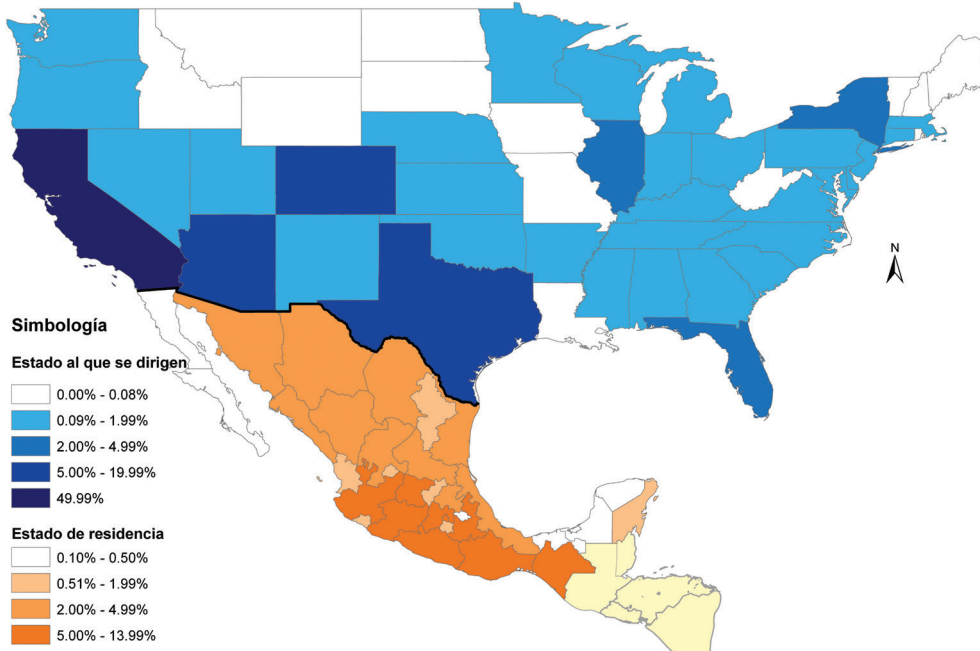 N
Simbología
Estado al que se dirigen
0.00% - 0.08%
0.09% - 1.99%
2.00% - 4.99%
5.00% - 19.99%
49.99%
Estado de residencia
0.10% - 0.50%
0.51% - 1.99%
2.00% - 4.99%
5.00% - 13.99%